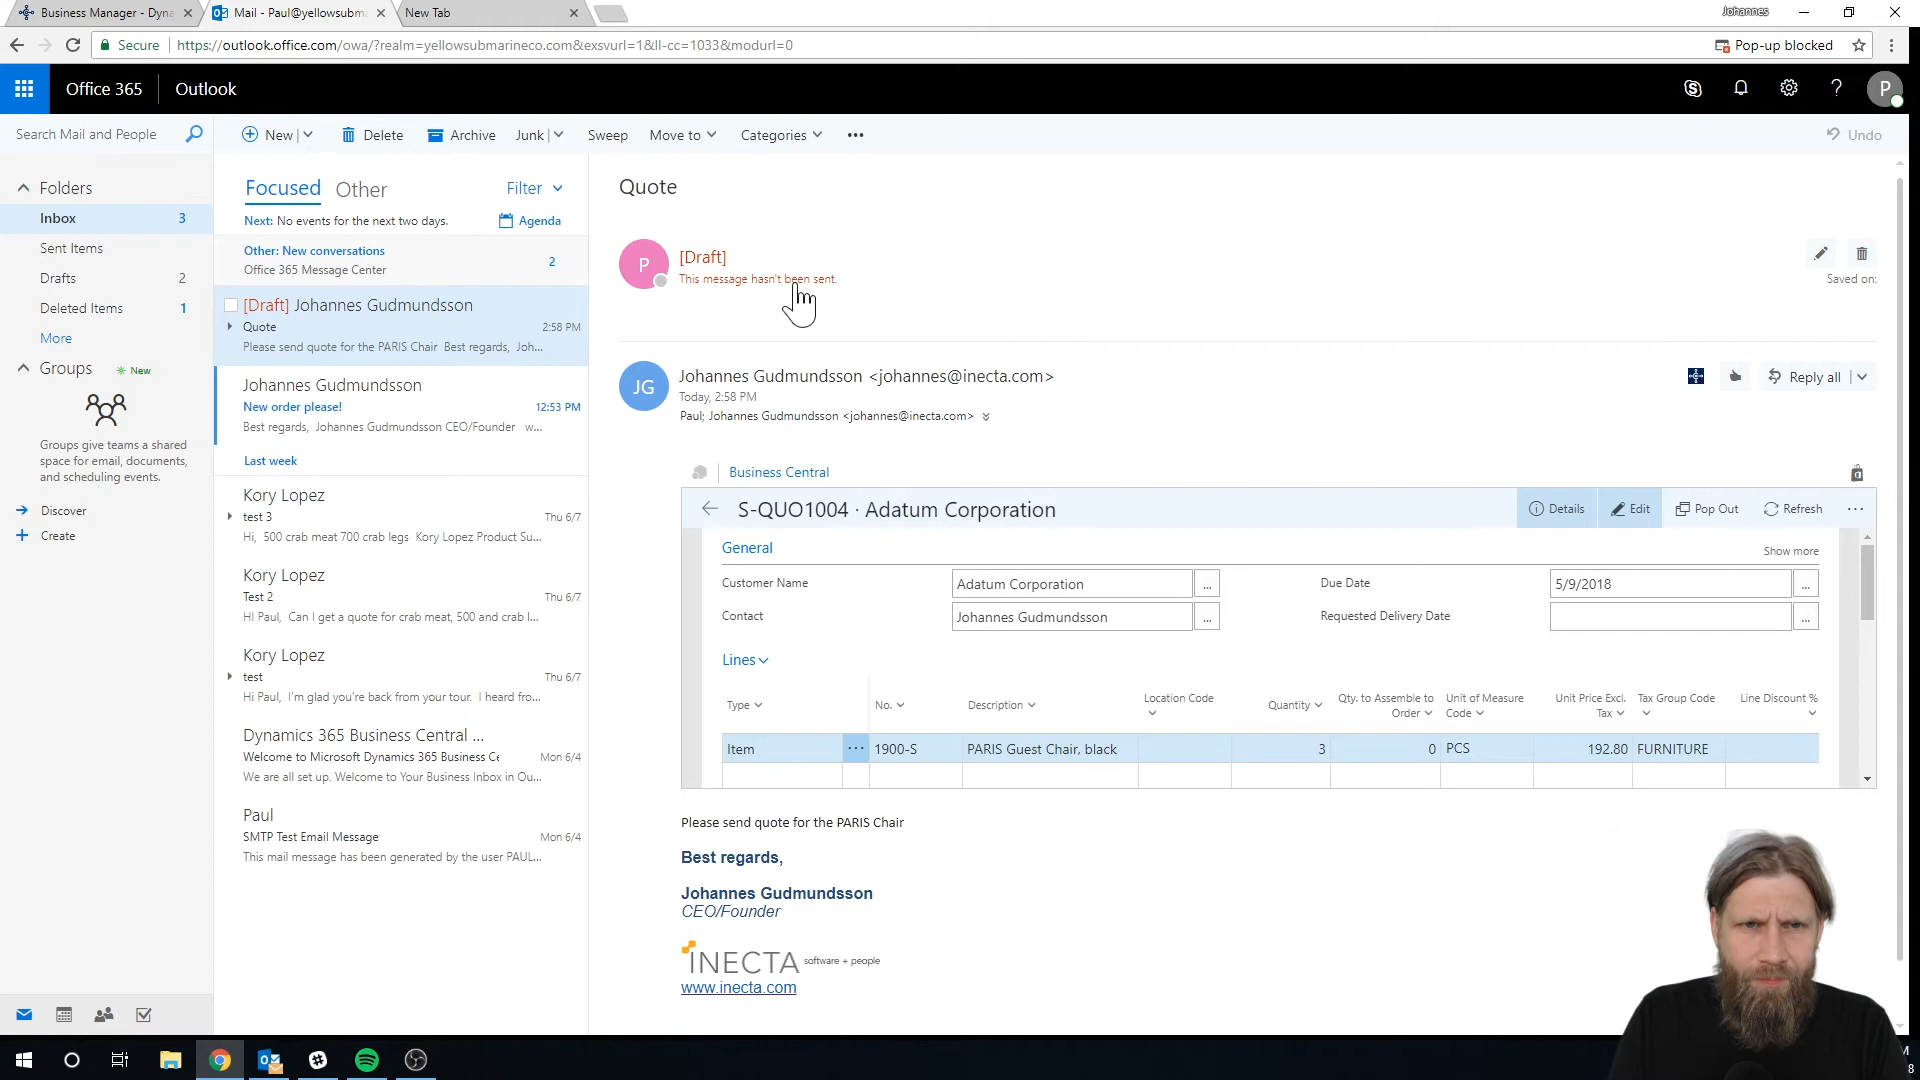 Business Manager - Dyna
Mail - Paul@yellowsubma
New Tab
Johannes
Secure
https://outlook.office.com/owa/?realm=yellowsubmarineco.com&exsvurl=1&ll-cc=1033&modurl=0
Pop-up blocked
Office 365
Outlook
P
Search Mail and People
New
Delete
Archive
Junk
Sweep
Move to
Categories
Undo
Folders
Inbox 3
Sent Items
Drafts 2
Deleted Items 1
More
Groups
New
Groups give teams a shared
space for email, documents,
and scheduling events.
Discover
Create
Focused
Other
Filter
Next: No events for the next two days.
Agenda
Other: New conversations
Office 365 Message Center
2
[Draft] Johannes Gudmundsson
Quote 2:58 PM
Please send quote for the PARIS Chair Best regards, Joh...
Johannes Gudmundsson
New order please! 12:53 PM
Best regards, Johannes Gudmundsson CEO/Founder w...
Last week
Kory Lopez
test 3 Thu 6/7
Hi, 500 crab meat 700 crab legs Kory Lopez Product Su...
Kory Lopez
Test 2 Thu 6/7
HI Paul, Can I get a quote for crab meat, 500 and crab l...
Kory Lopez
test Thu 6/7
Hi Paul, I'm glad you're back from your tour. I heard fro...
Dynamics 365 Business Central ...
Welcome to Microsoft Dynamics 365 Business Ce Mon 6/4
We are all set up. Welcome to Your Business Inbox in Ou...
Paul
SMTP Test Email Message Mon 6/4
This mail message has been generated by the user PAUL...
Quote
P
[Draft]
This message hasn't been sent.
Saved on:
JG
Johannes Gudmundsson <johannes@inecta.com>
Today, 2:58 PM
Paul; Johannes Gudmundsson <johannes@inecta.com>
Reply all
Business Central
S-QUO1004 · Adatum Corporation
Details
Edit
Pop Out
Refresh
General
Show more
Customer Name Adatum Corporation ... Due Date 5/9/2018 ...
Contact Johannes Gudmundsson ... Requested Delivery Date ...
Lines
Type No. Description Location Code Quantity Qty. to Assemble to Order Unit of Measure Code Unit Price Excl. Tax Tax Group Code Line Discount %
Item 1900-S PARIS Guest Chair, black 3 0 PCS 192.80 FURNITURE
Please send quote for the PARIS Chair
Best regards,
Johannes Gudmundsson
CEO/Founder
INECTA software + people
www.inecta.com